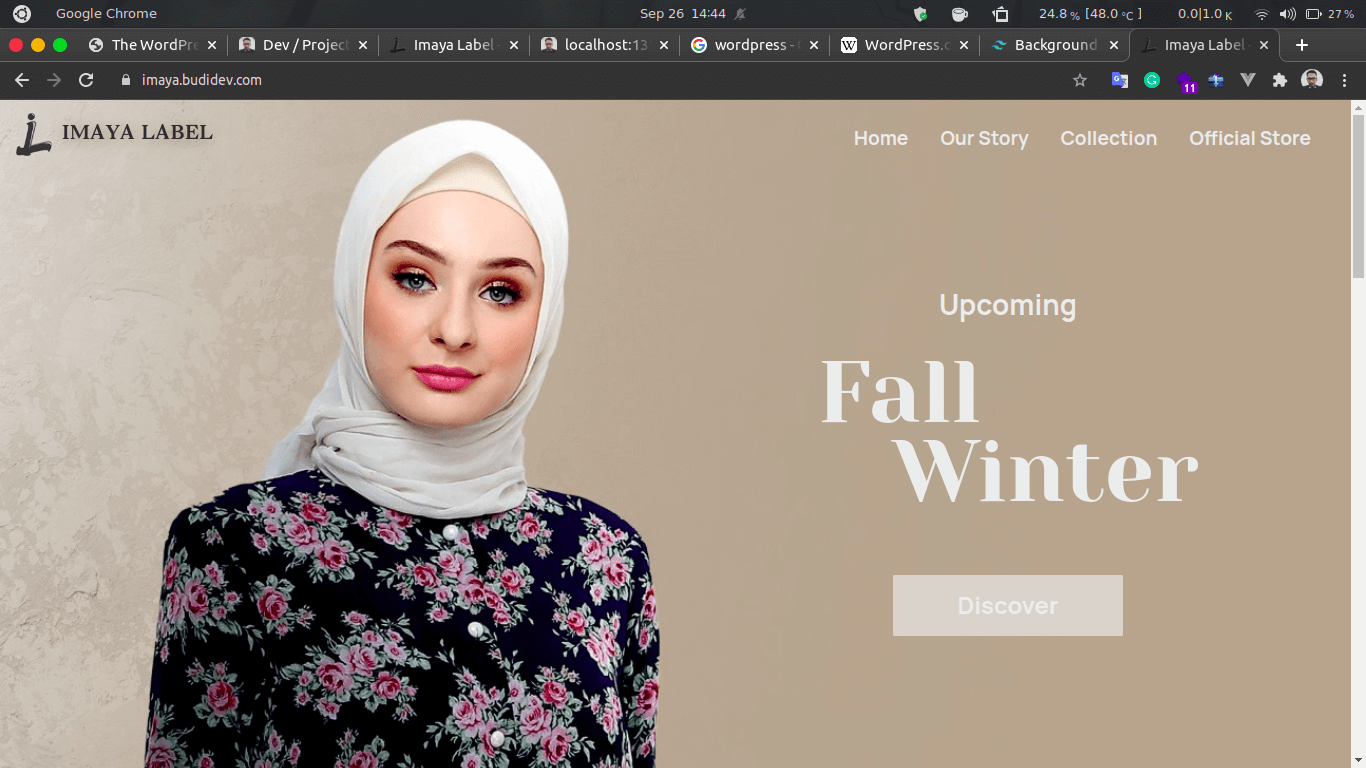 Google Chrome
Sep 26 14:44
24.8 % [48.0 °C ]
0.0|1.0 K
27 %
The WordPre
Dev / Project
Imaya Label -
localhost:13
wordpress -
WordPress.c
Background
Imaya Label -
imaya.budidev.com
11
IMAYA LABEL
Home
Our Story
Collection
Official Store
Upcoming
Fall
Winter
Discover